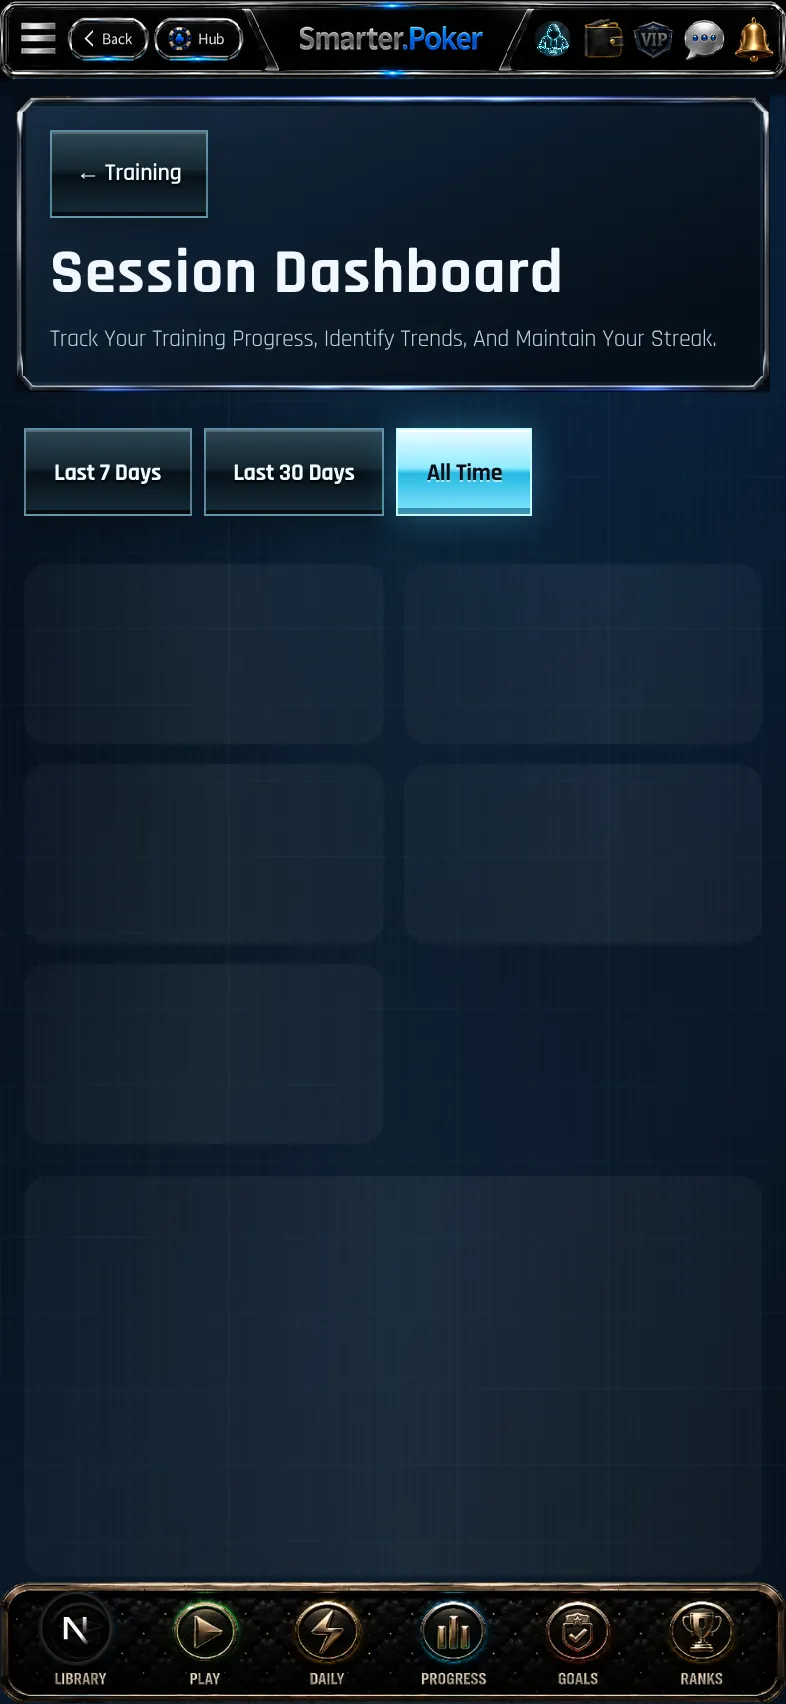 Back
Hub
Smarter.Poker
VIP
← Training
Session Dashboard
Track Your Training Progress, Identify Trends, And Maintain Your Streak.
Last 7 Days
Last 30 Days
All Time
N
LIBRARY
PLAY
DAILY
PROGRESS
GOALS
RANKS